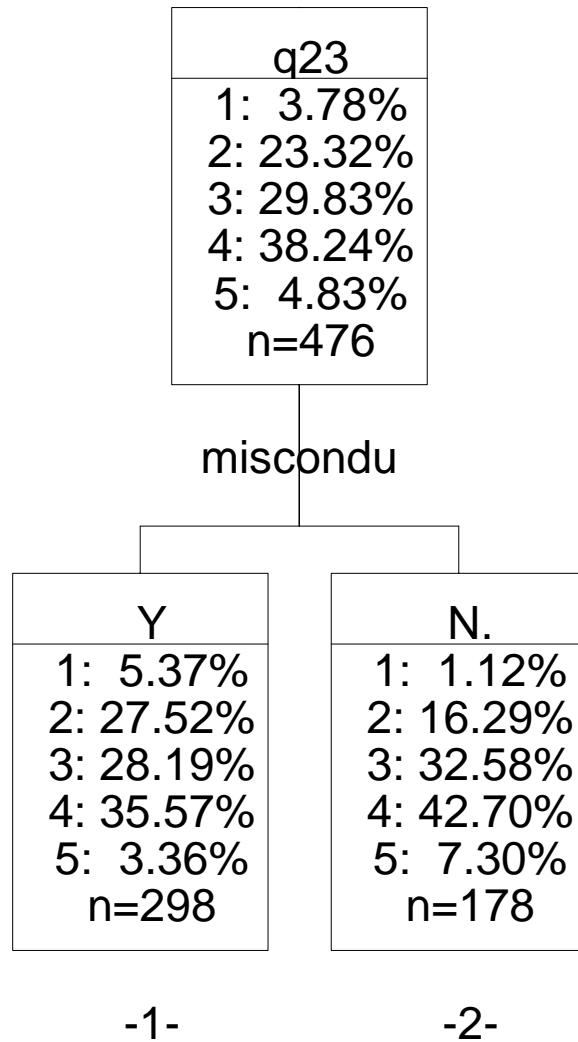 q23
1: 3.78%
2: 23.32%
3: 29.83%
4: 38.24%
5: 4.83%
n=476
miscondu
Y
1: 5.37%
2: 27.52%
3: 28.19%
4: 35.57%
5: 3.36%
n=298
-1-
N.
1: 1.12%
2: 16.29%
3: 32.58%
4: 42.70%
5: 7.30%
n=178
-2-